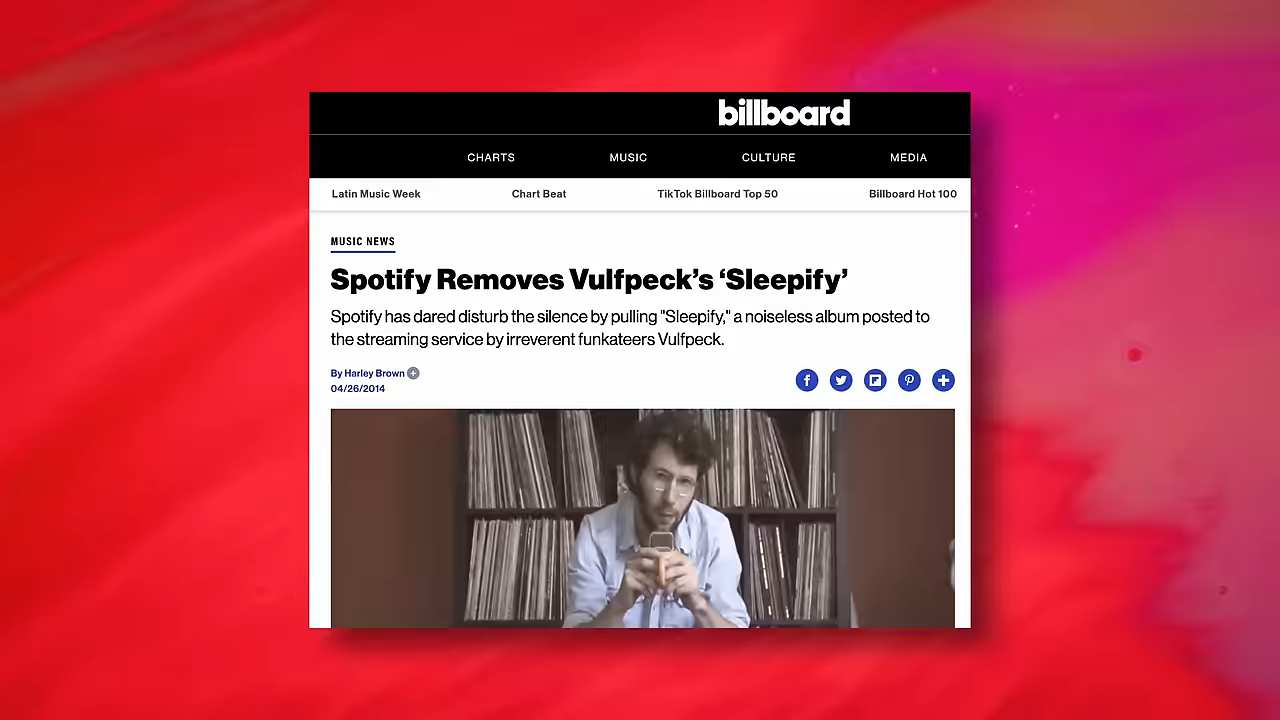 billboard
CHARTS MUSIC CULTURE MEDIA
Latin Music Week Chart Beat TikTok Billboard Top 50 Billboard Hot 100
MUSIC NEWS
Spotify Removes Vulfpeck’s ‘Sleepify’
Spotify has dared disturb the silence by pulling "Sleepify," a noiseless album posted to
the streaming service by irreverent funkateers Vulfpeck.
By Harley Brown
04/26/2014